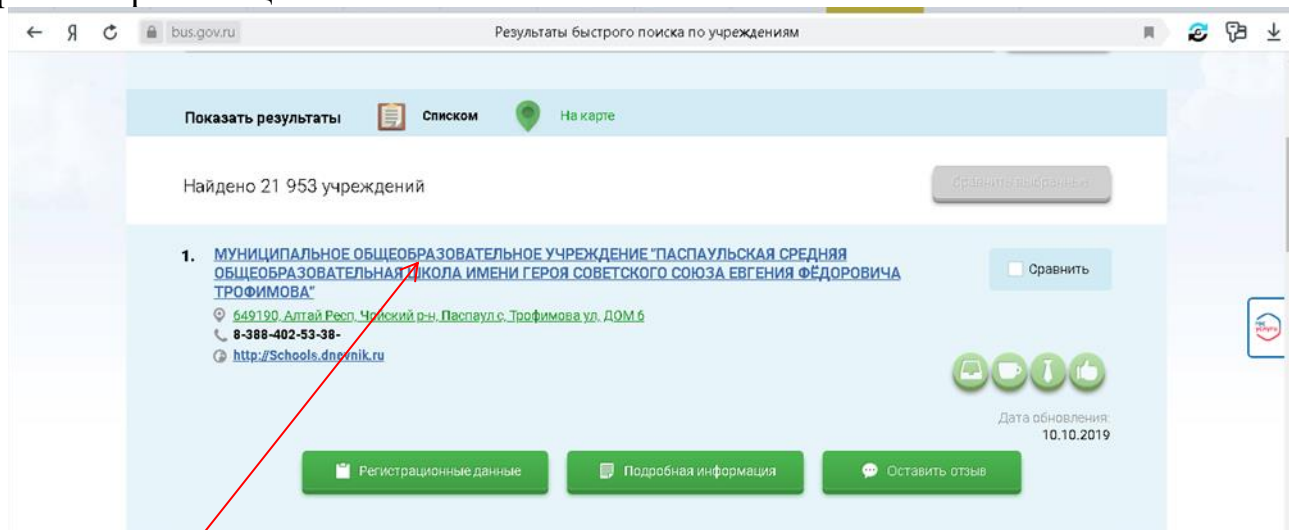 Я
bus.gov.ru
Результаты быстрого поиска по учреждениям
Показать результаты Списком На карте
Найдено 21 953 учреждений
Сравнить выбранные
1. МУНИЦИПАЛЬНОЕ ОБЩЕОБРАЗОВАТЕЛЬНОЕ УЧРЕЖДЕНИЕ "ПАСПАУЛЬСКАЯ СРЕДНЯЯ
ОБЩЕОБРАЗОВАТЕЛЬНАЯ ШКОЛА ИМЕНИ ГЕРОЯ СОВЕТСКОГО СОЮЗА ЕВГЕНИЯ ФЁДОРОВИЧА
ТРОФИМОВА"
Сравнить
649190, Алтай Респ, Чойский р-н, Паспаул с, Трофимова ул, ДОМ 6
8-388-402-53-38-
http://Schools.dnevnik.ru
Дата обновления:
10.10.2019
Регистрационные данные
Подробная информация
Оставить отзыв